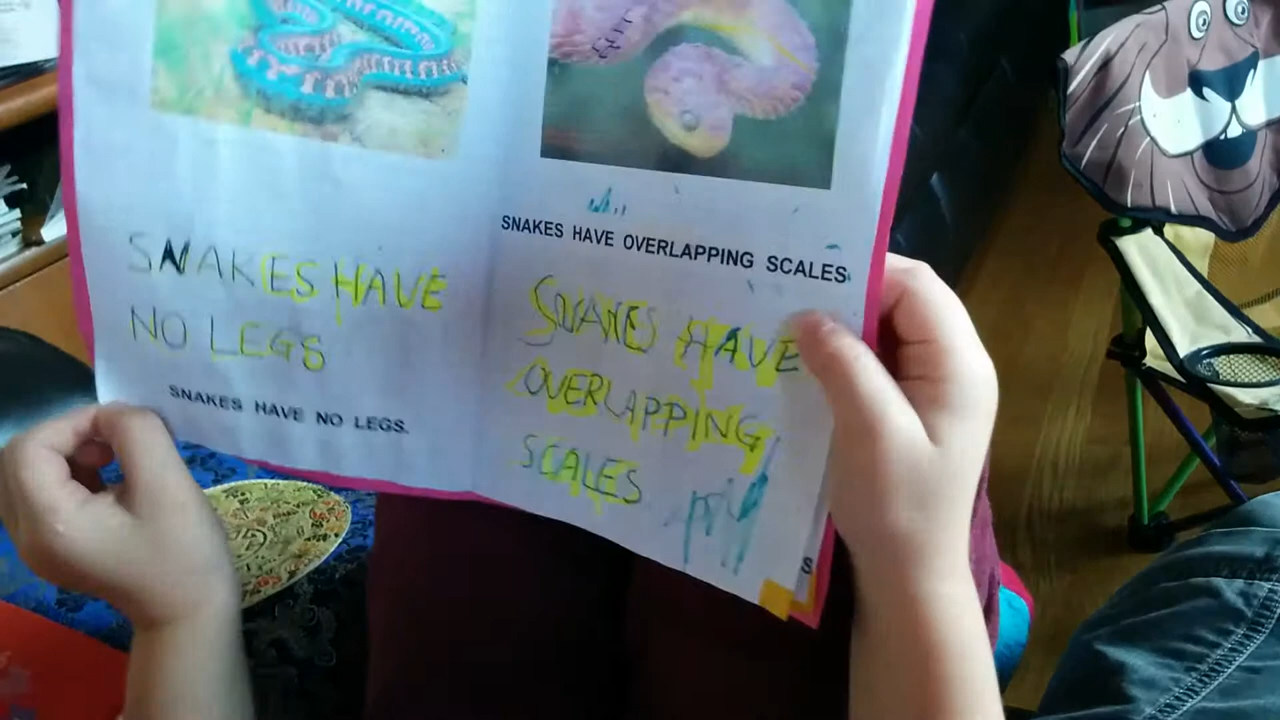 SNAKES HAVE
NO LEGS
SNAKES HAVE NO LEGS.
SNAKES HAVE OVERLAPPING SCALES
SNAKES HAVE
OVERLAPPING
SCALES
S